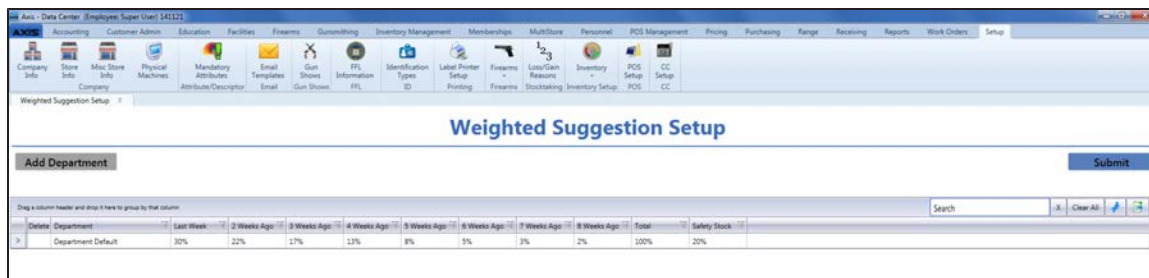 Axis - Data Center (Employee: Super User) 141121
AXIS Accounting Customer Admin Education Facilities Firearms Gunsmithing Inventory Management Memberships MultiStore Personnel POS Management Pricing Purchasing Range Receiving Reports Work Orders Setup
Company Info Store Info Misc Store Info Physical Machines Mandatory Attributes Email Templates Gun Shows FFL Information Identification Types Label Printer Setup Firearms Loss/Gain Reasons Inventory POS Setup CC Setup
Company Attribute/Descriptor Email Gun Shows FFL ID Printing Firearms Stocktaking Inventory Setup POS CC
Weighted Suggestion Setup X
Weighted Suggestion Setup
Add Department Submit
Drag a column header and drop it here to group by that column Search X Clear All
Delete Department Last Week 2 Weeks Ago 3 Weeks Ago 4 Weeks Ago 5 Weeks Ago 6 Weeks Ago 7 Weeks Ago 8 Weeks Ago Total Safety Stock
> Department Default 30% 22% 17% 13% 8% 5% 3% 2% 100% 20%